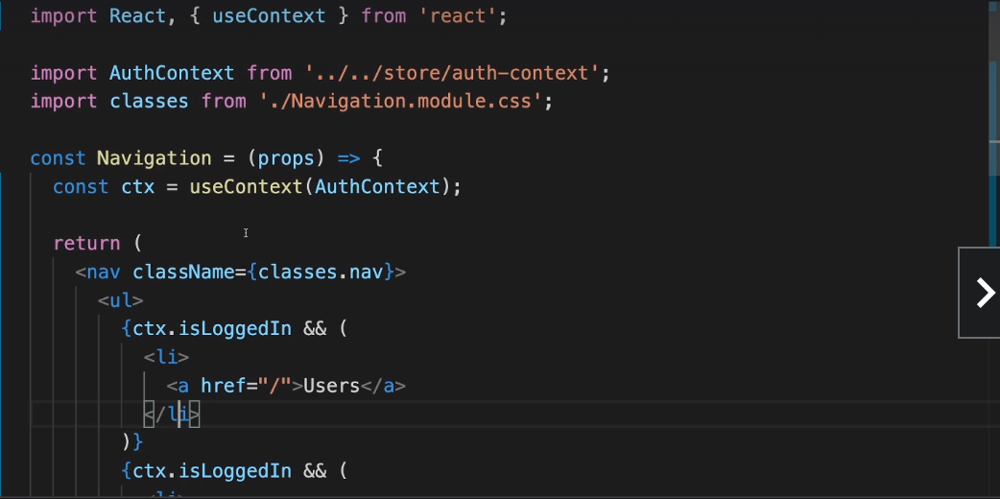 import React, { useContext } from 'react';
import AuthContext from '../../store/auth-context';
import classes from './Navigation.module.css';
const Navigation = (props) => {
const ctx = useContext(AuthContext);
return (
<nav className={classes.nav}>
<ul>
{ctx.isLoggedIn && (
<li>
<a href="/">Users</a>
</li>
)}
{ctx.isLoggedIn && (
<li>